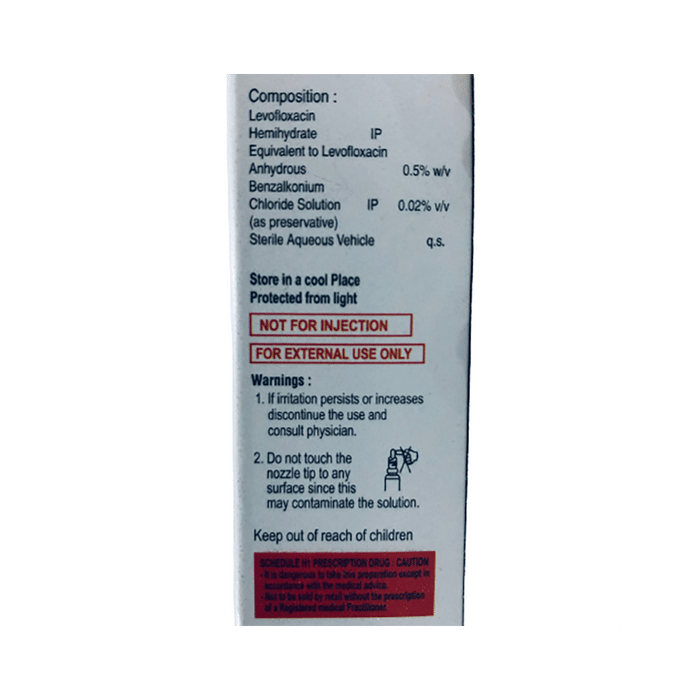 Composition :
Levofloxacin
Hemihydrate IP
Equivalent to Levofloxacin
Anhydrous 0.5% w/v
Benzalkonium
Chloride Solution IP 0.02% v/v
(as preservative)
Sterile Aqueous Vehicle q.s.
Store in a cool Place
Protected from light
NOT FOR INJECTION
FOR EXTERNAL USE ONLY
Warnings :
1. If irritation persists or increases
discontinue the use and
consult physician.
2. Do not touch the
nozzle tip to any
surface since this
may contaminate the solution.
Keep out of reach of children
SCHEDULE H1 PRESCRIPTION DRUG : CAUTION
- It is dangerous to take this preparation except in
accordance with the medical advice.
- Not to be sold by retail without the prescription
of a Registered medical Practitioner.